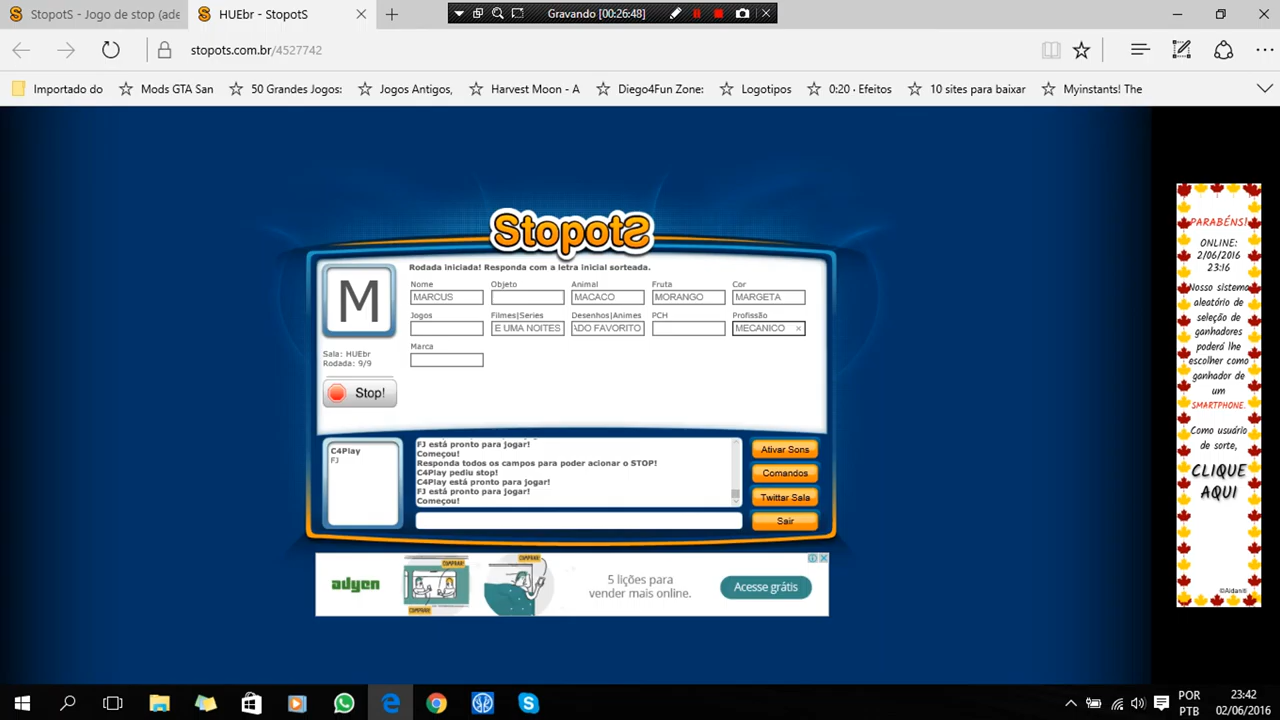 StopotS - Jogo de stop (ade
HUEbr - StopotS
Gravando [00:26:48]
stopots.com.br/4527742
Importado do
Mods GTA San
50 Grandes Jogos:
Jogos Antigos,
Harvest Moon - A
Diego4Fun Zone:
Logotipos
0:20 · Efeitos
10 sites para baixar
Myinstants! The
StopotS
M
Rodada iniciada! Responda com a letra inicial sorteada.
Nome
Objeto
Animal
Fruta
Cor
MARCUS
MACACO
MORANGO
MARGETA
Jogos
Filmes|Series
Desenhos/Animes
PCH
Profissão
E UMA NOITES
ADO FAVORITO
MECANICO
Marca
Sala: HUEbr
Rodada: 9/9
Stop!
C4Play
FJ
FJ está pronto para jogar!
Começou!
Responda todos os campos para poder acionar o STOP!
C4Play pediu stop!
C4Play está pronto para jogar!
FJ está pronto para jogar!
Começou!
Ativar Sons
Comandos
Twittar Sala
Sair
adyen
COMPRAR
COMPRAR
COMPRAR
5 lições para
vender mais online.
Acesse grátis
PARABÉNS!
ONLINE:
2/06/2016
23:16
Nosso sistema
aleatório de
seleção de
ganhadores
poderá lhe
escolher como
ganhador de
um
SMARTPHONE.
Como usuário
de sorte,
CLIQUE
AQUI
©Aidaniti
POR
PTB
23:42
02/06/2016